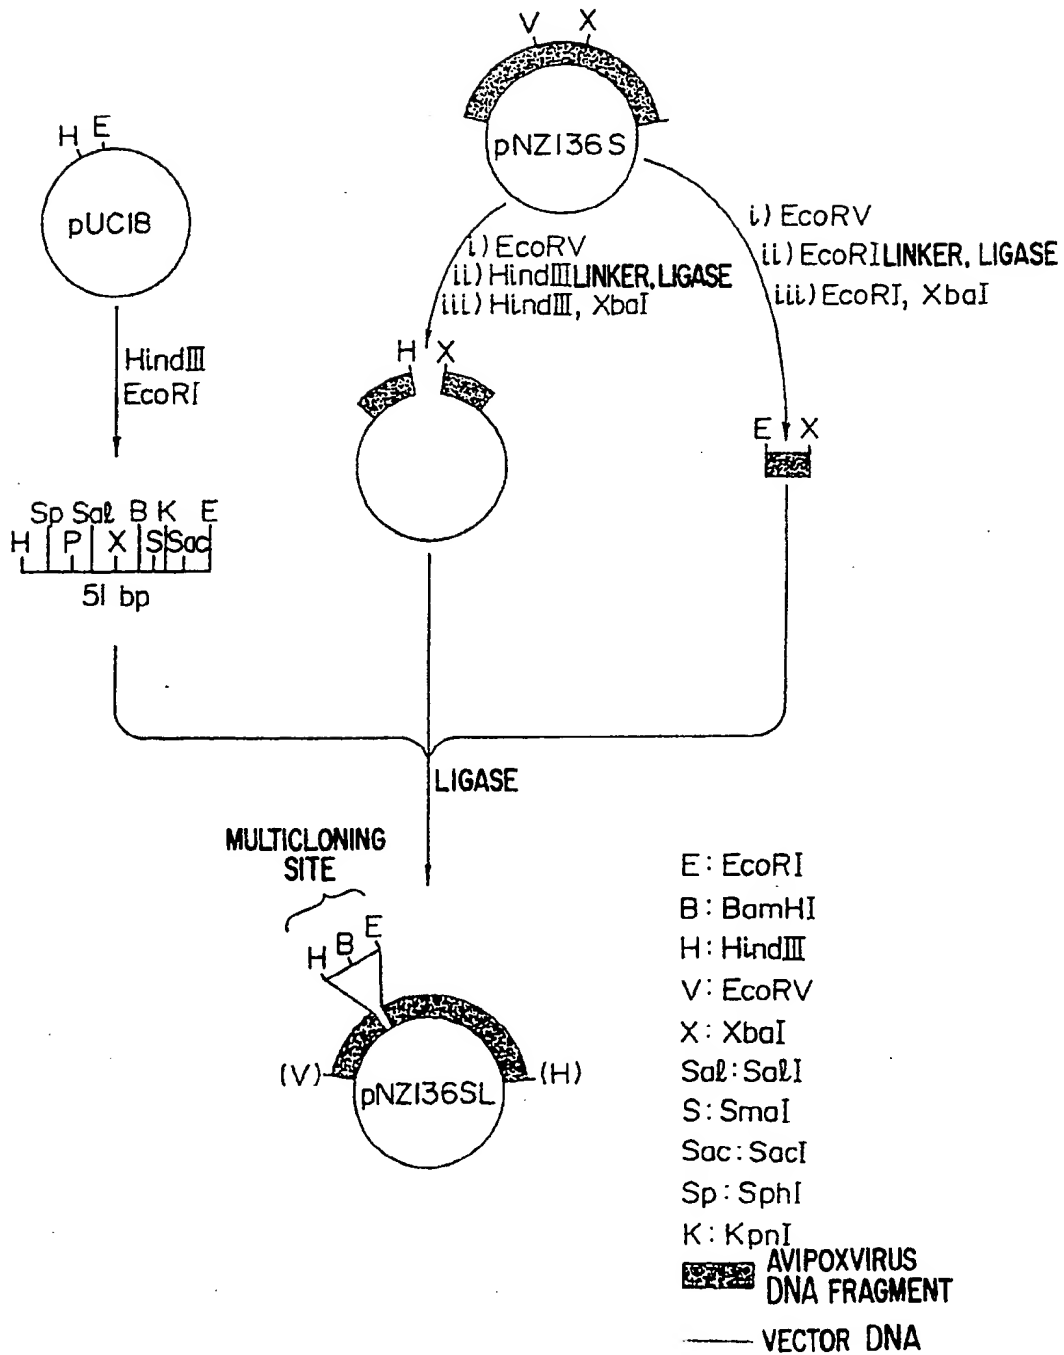 V X
pNZ136S
H E
pUC18
i) EcoRV
ii) EcoRI LINKER, LIGASE
iii) EcoRI, XbaI
i) EcoRV
ii) HindⅢ LINKER, LIGASE
iii) HindⅢ, XbaI
HindⅢ
EcoRI
H X
E X
Sp Sal B K E
H P X S Sac
51 bp
LIGASE
MULTICLONING
SITE
H B E
(V) (H)
pNZ136SL
E: EcoRI
B: BamHI
H: HindⅢ
V: EcoRV
X: XbaI
Sal: SalI
S: SmaI
Sac: SacI
Sp: SphI
K: KpnI
AVIPOXVIRUS
DNA FRAGMENT
VECTOR DNA